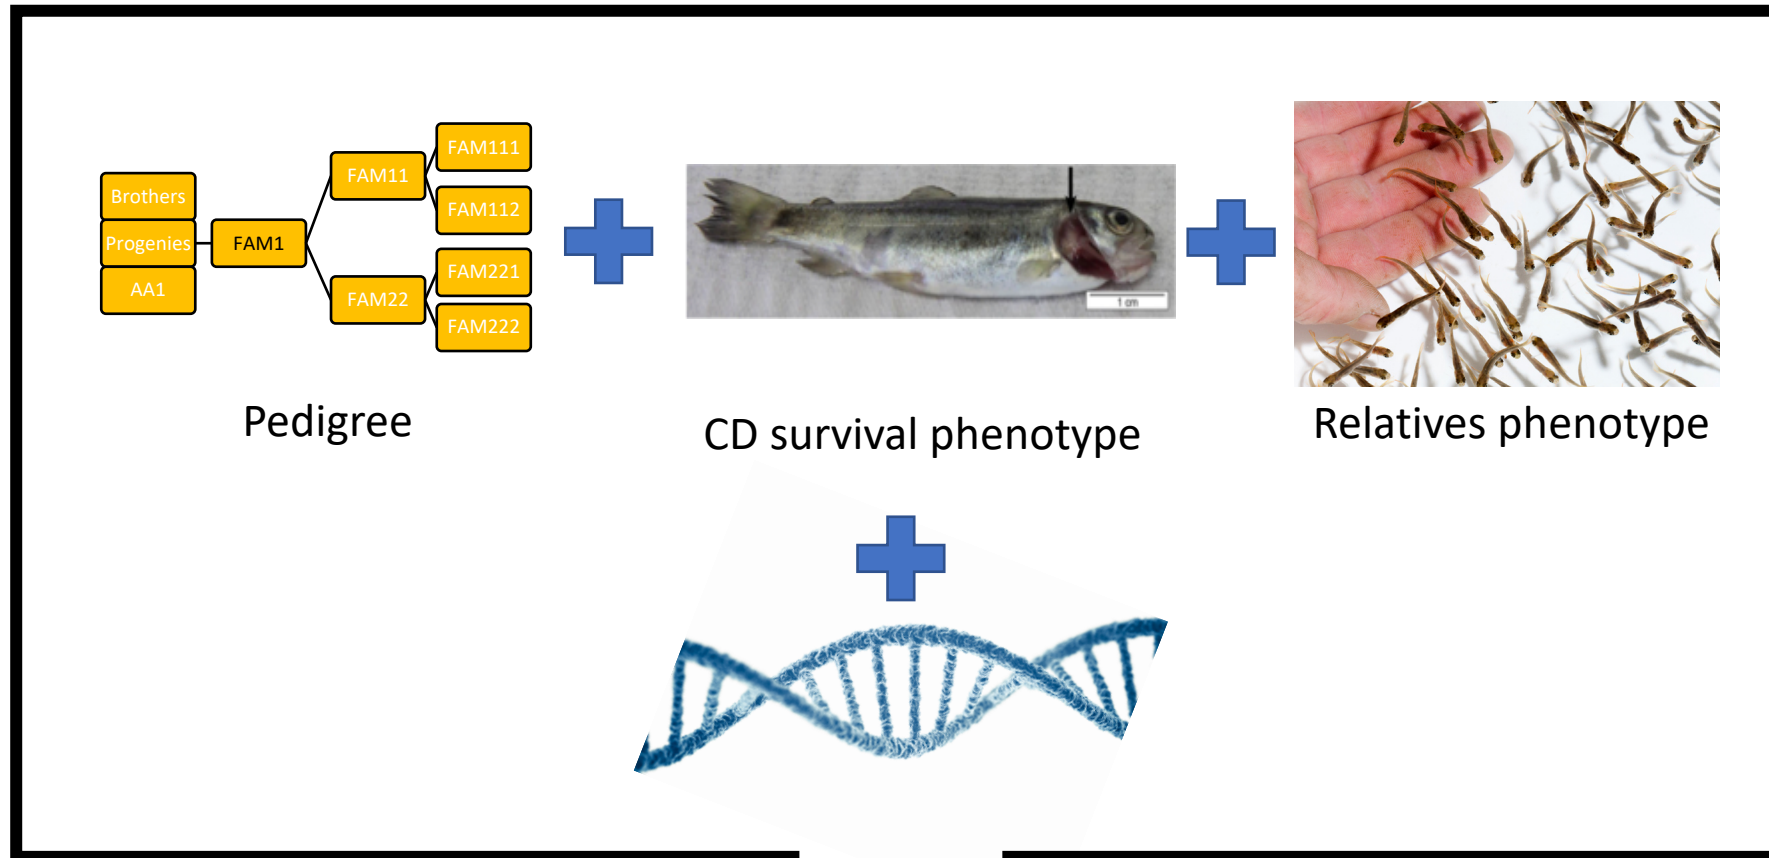 FAM111
FAM11
Brothers
FAM112
Progenies
FAM1
FAM221
AA1
FAM22
FAM222
1 cm
Pedigree
CD survival phenotype
Relatives phenotype